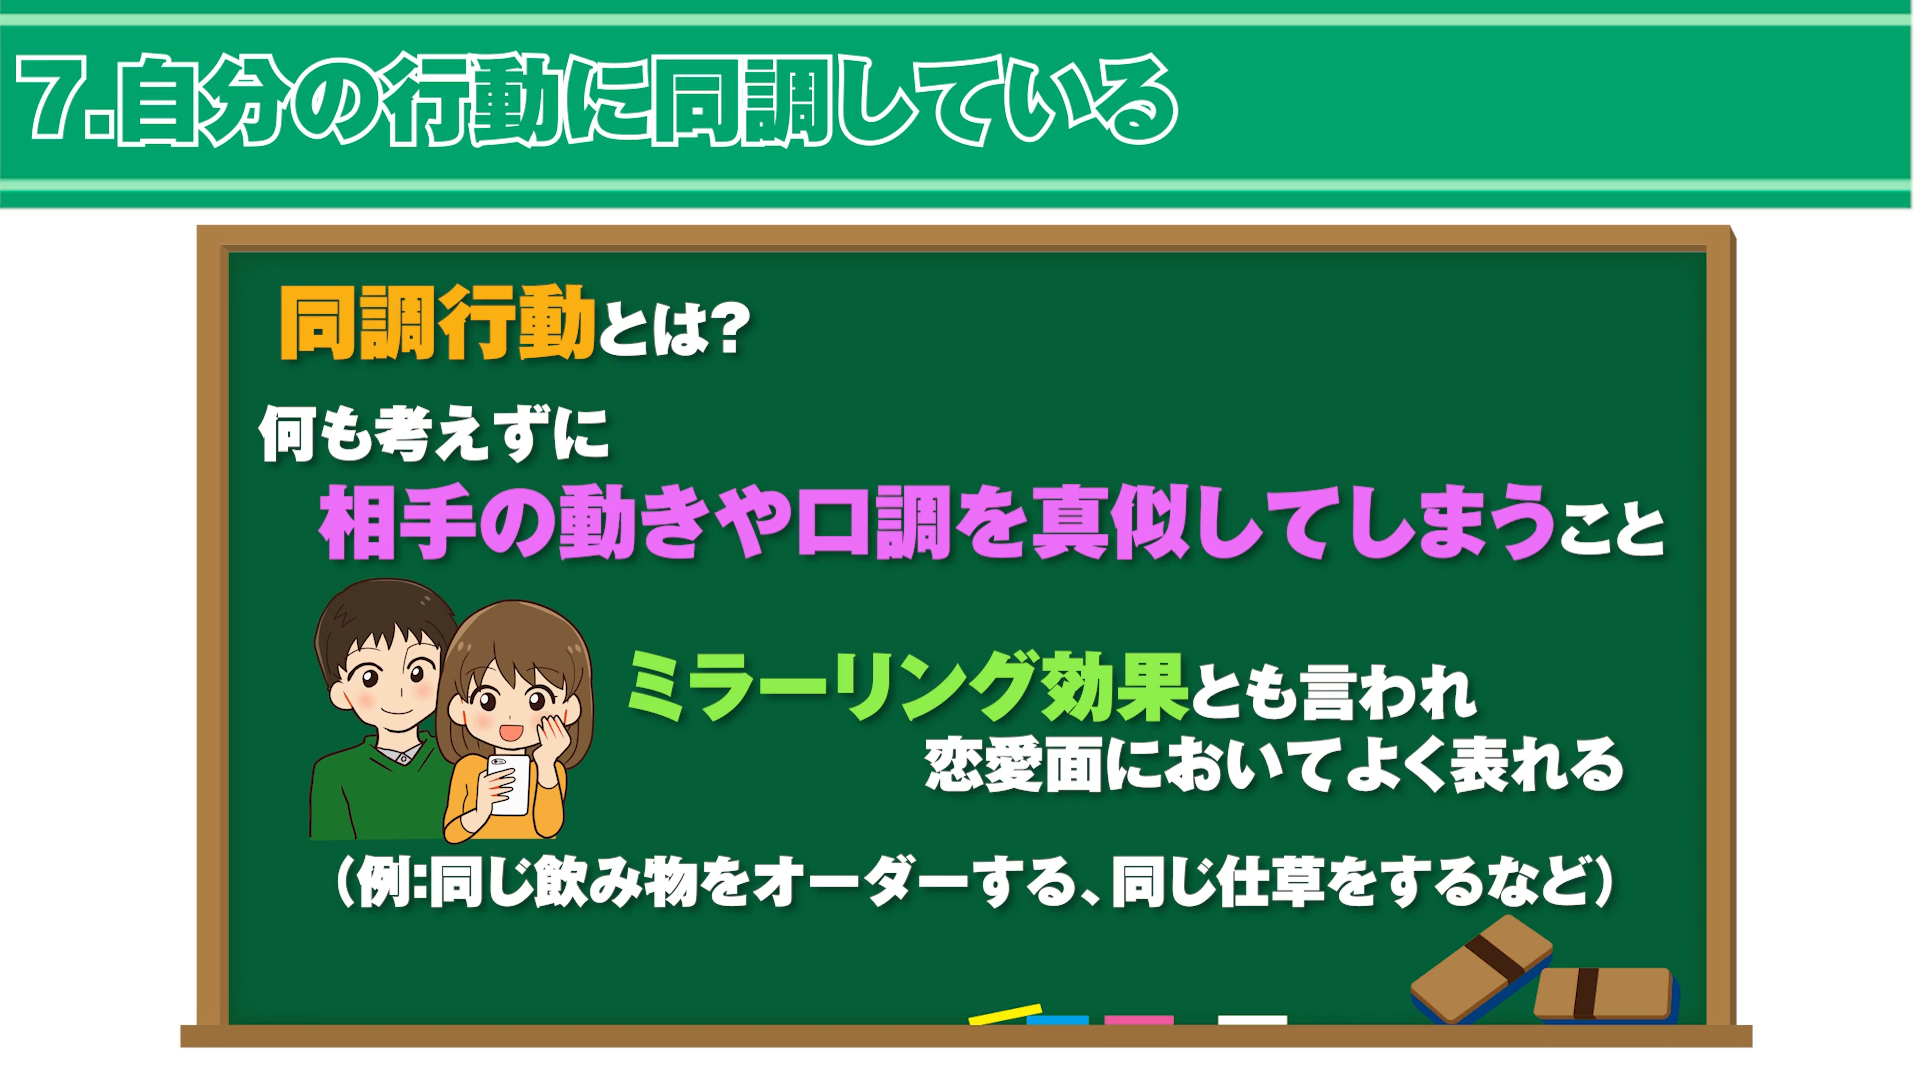 7.自分の行動に同調している
同調行動とは?
何も考えずに
相手の動きや口調を真似してしまうこと
ミラーリング効果とも言われ
恋愛面においてよく表れる
（例:同じ飲み物をオーダーする、同じ仕草をするなど）